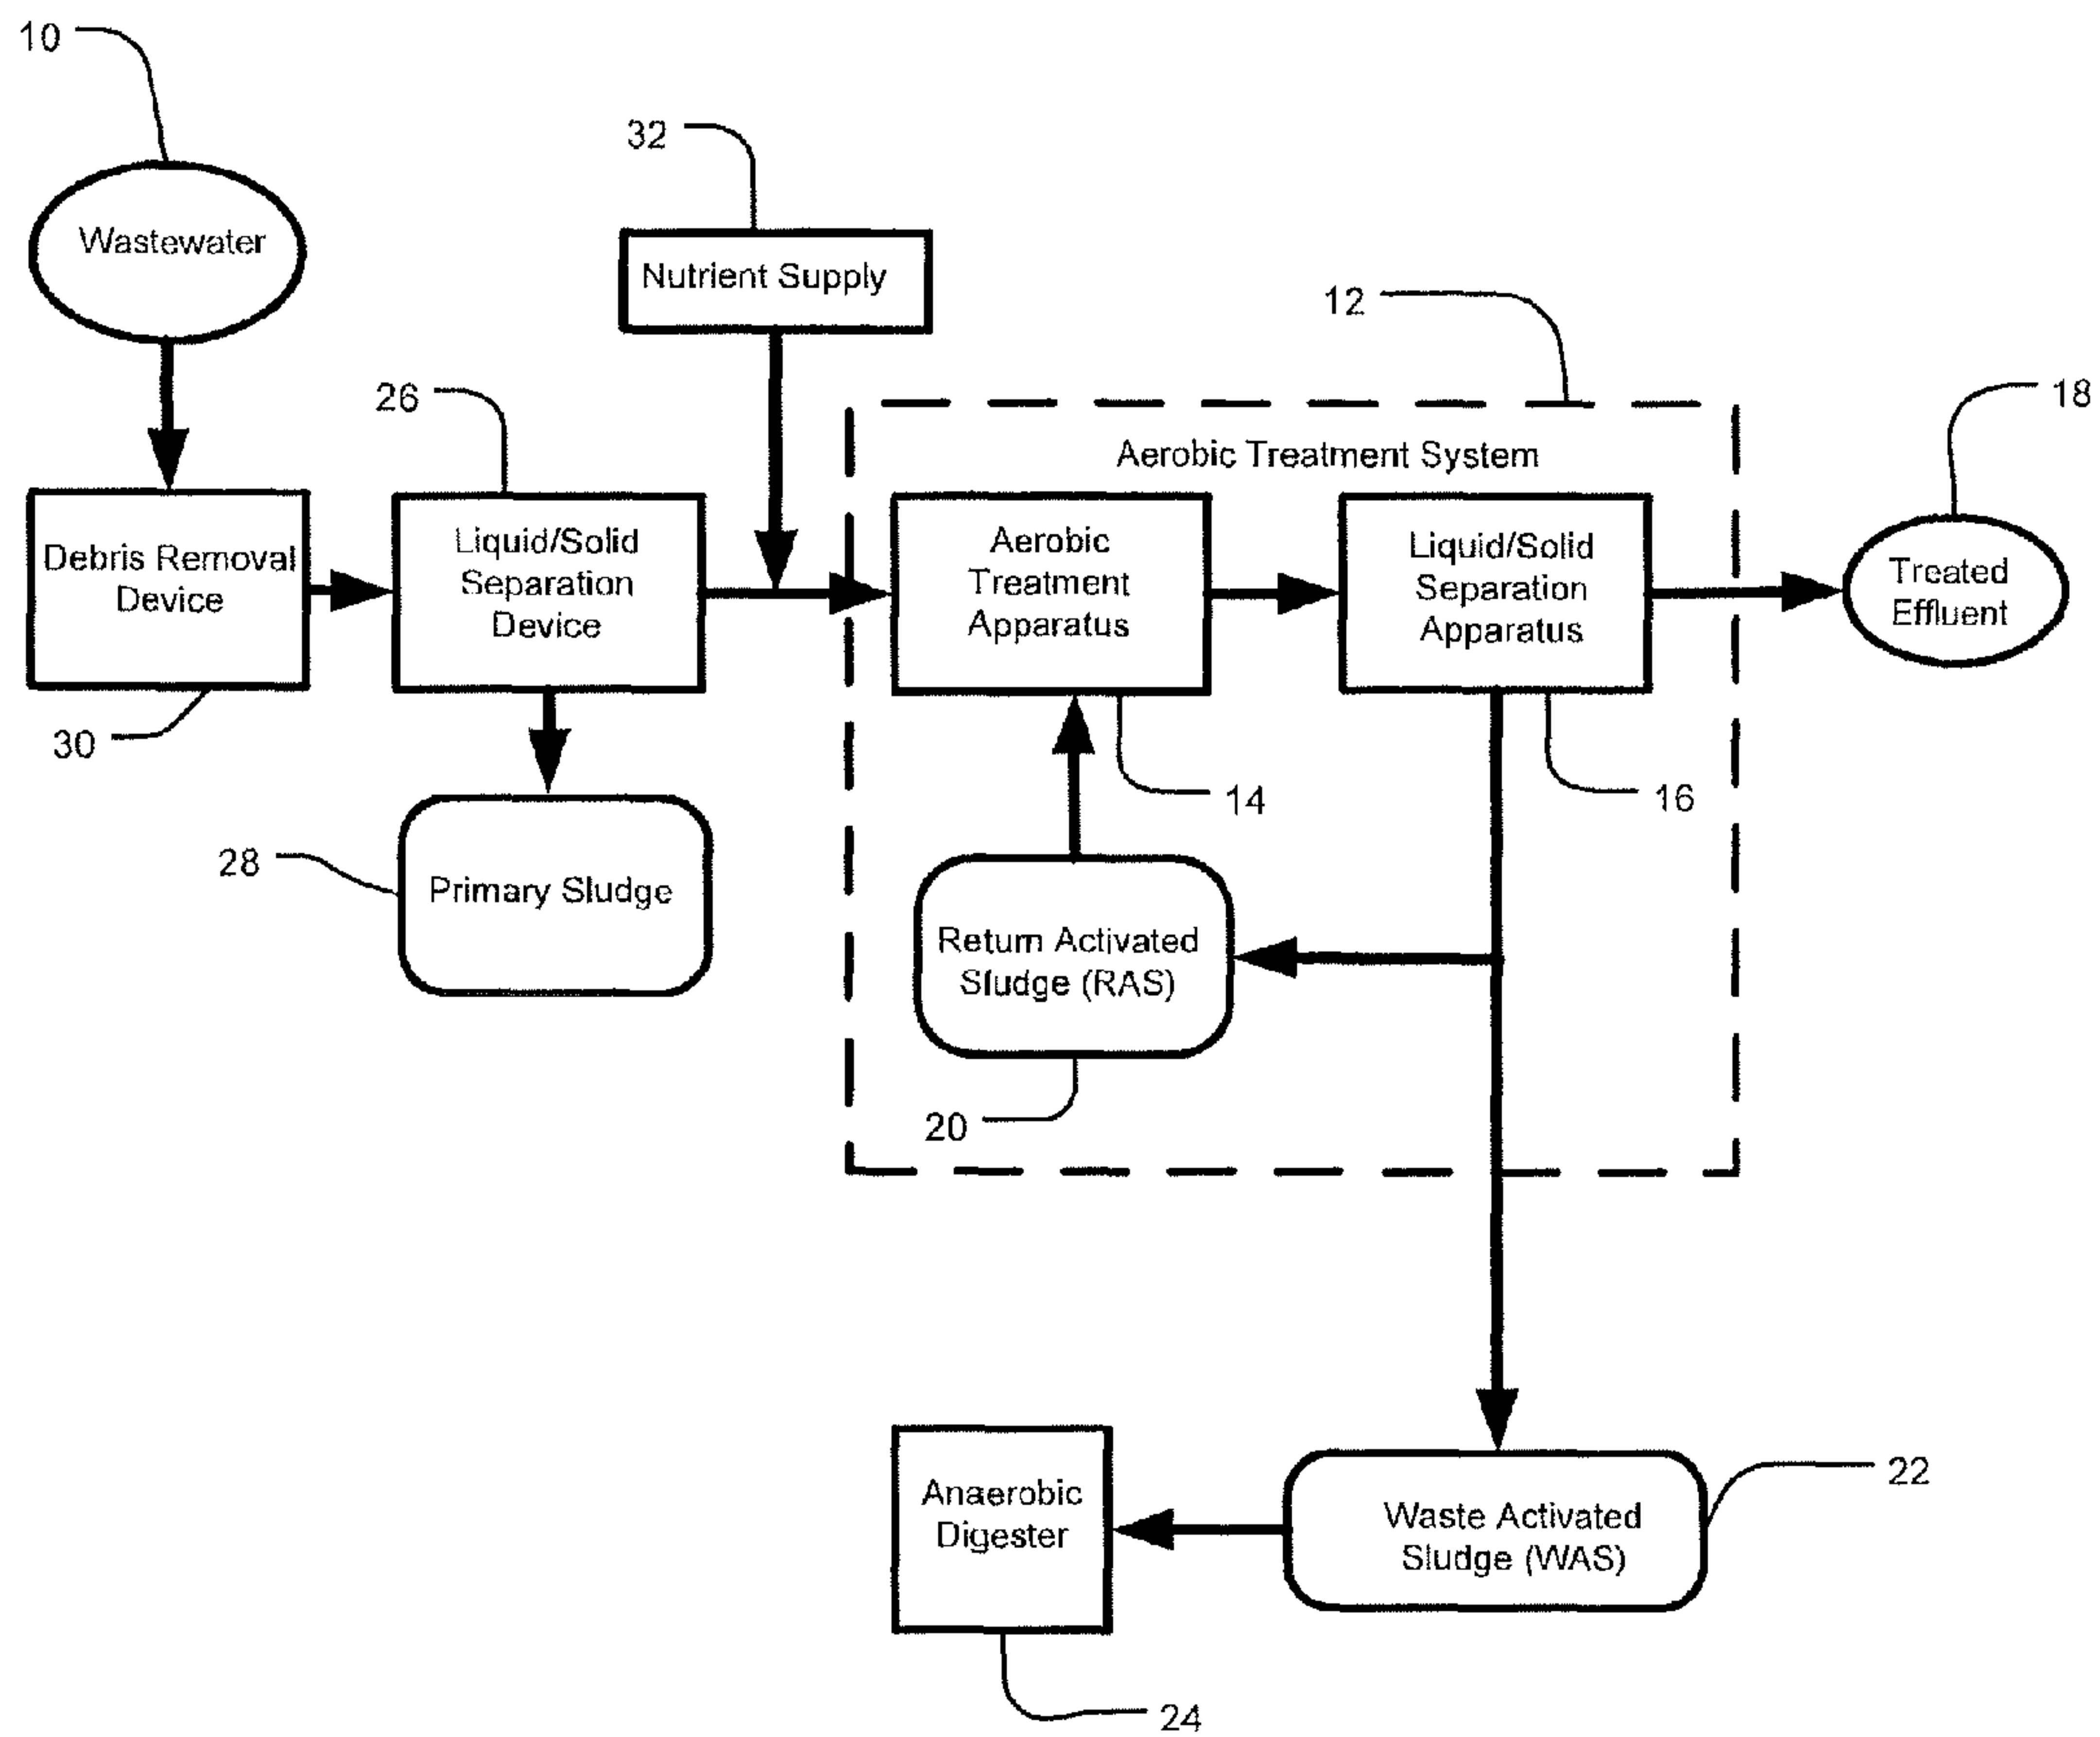 10
32
Wastewater
Nutrient Supply
12
26
18
Aerobic Treatment System
Debris Removal
Device
30
Liquid/Solid
Separation
Device
Aerobic
Treatment
Apparatus
Liquid/Solid
Separation
Apparatus
Treated
Effluent
14
16
28
Primary Sludge
Return Activated
Sludge (RAS)
20
Anaerobic
Digester
Waste Activated
Sludge (WAS)
22
24